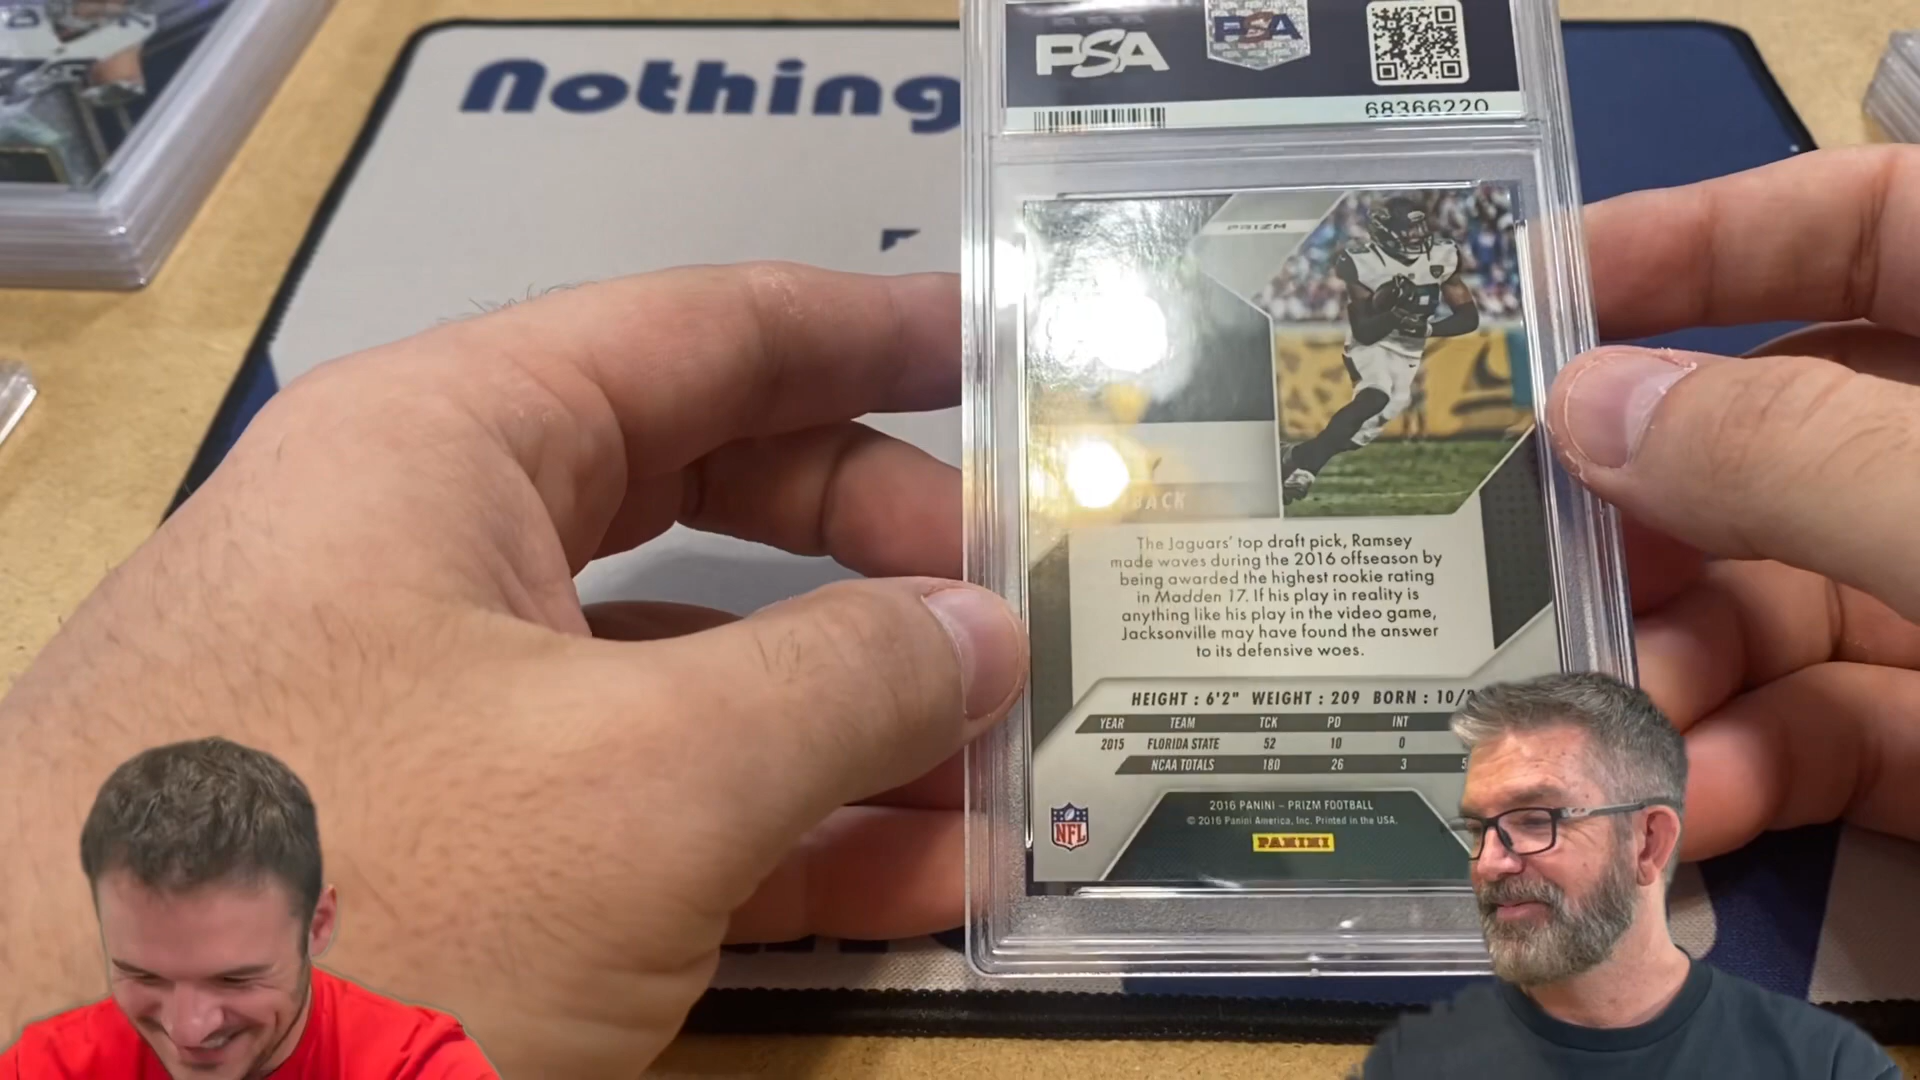 Nothing
PSA
PSA
68366220
PRIZM
BACK
The Jaguars' top draft pick, Ramsey
made waves during the 2016 offseason by
being awarded the highest rookie rating
in Madden 17. If his play in reality is
anything like his play in the video game,
Jacksonville may have found the answer
to its defensive woes.
HEIGHT : 6'2" WEIGHT : 209 BORN : 10/2
YEAR TEAM TCK PD INT
2015 FLORIDA STATE 52 10 0
NCAA TOTALS 180 26 3 5
2016 PANINI – PRIZM FOOTBALL
© 2016 Panini America, Inc. Printed in the USA.
NFL
PANINI